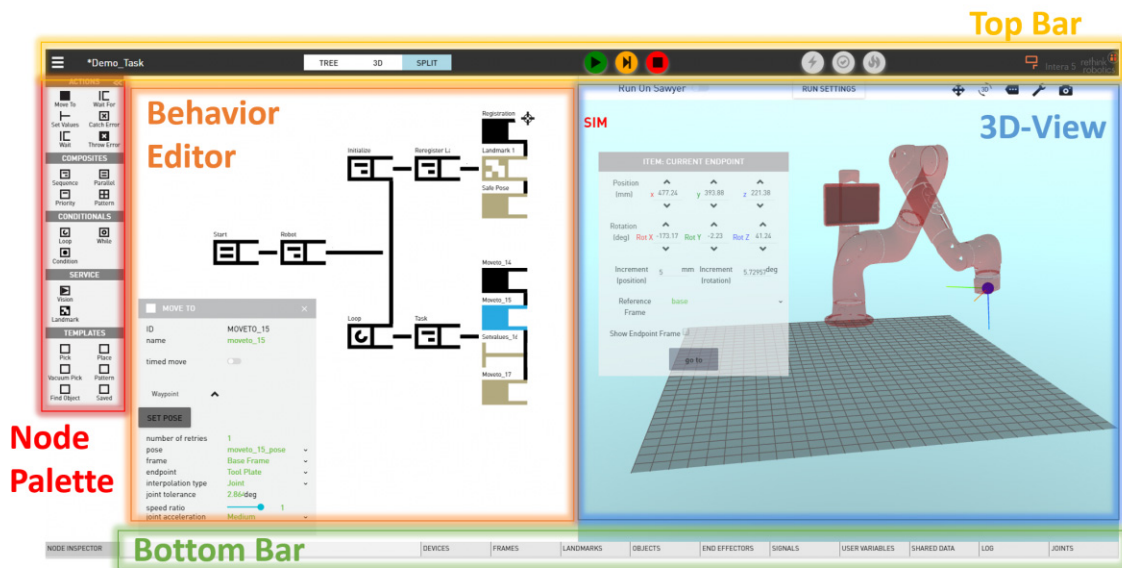 Top Bar
*Demo_Task
TREE
3D
SPLIT
Intera 5
rethink
robotics
ACTIONS
Move To
Wait For
Set Values
Catch Error
Wait
Throw Error
COMPOSITES
Sequence
Parallel
Priority
Pattern
CONDITIONALS
Loop
While
Condition
SERVICE
Vision
Landmark
TEMPLATES
Pick
Place
Vacuum Pick
Pattern
Find Object
Saved
Node
Palette
Behavior
Editor
Registration
Initialize
Reregister La
Landmark 1
Safe Pose
Start
Robot
Moveto_14
Moveto_15
Loop
Task
Setvalues_16
Moveto_17
MOVE TO
ID MOVETO_15
name moveto_15
timed move
Waypoint
SET POSE
number of retries 1
pose moveto_15_pose
frame Base Frame
endpoint Tool Plate
interpolation type Joint
joint tolerance 2.864deg
speed ratio 1
joint acceleration Medium
Run On Sawyer
RUN SETTINGS
3D
SIM
3D-View
ITEM: CURRENT ENDPOINT
Position
(mm) x 477.24 y 393.88 z 221.38
Rotation
(deg) Rot X -173.17 Rot Y -2.23 Rot Z 41.24
Increment 5 mm Increment 5.72957deg
(position) (rotation)
Reference base
Frame
Show Endpoint Frame
go to
Bottom Bar
NODE INSPECTOR
DEVICES
FRAMES
LANDMARKS
OBJECTS
END EFFECTORS
SIGNALS
USER VARIABLES
SHARED DATA
LOG
JOINTS